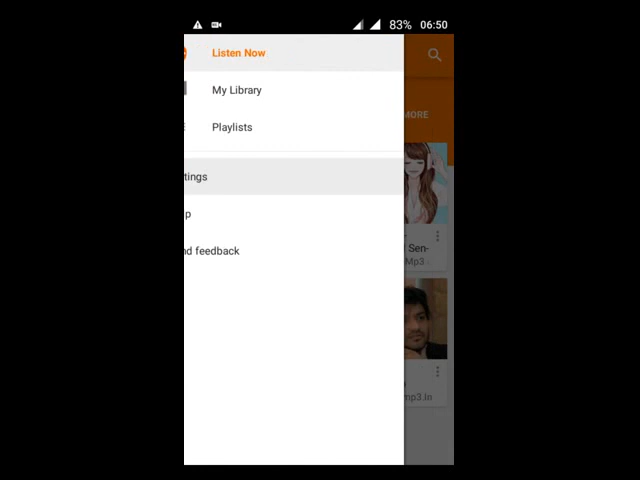 83% 06:50
Listen Now
My Library
MORE
Playlists
tings
p
nd feedback
l Sen-
Mp3
mp3.In